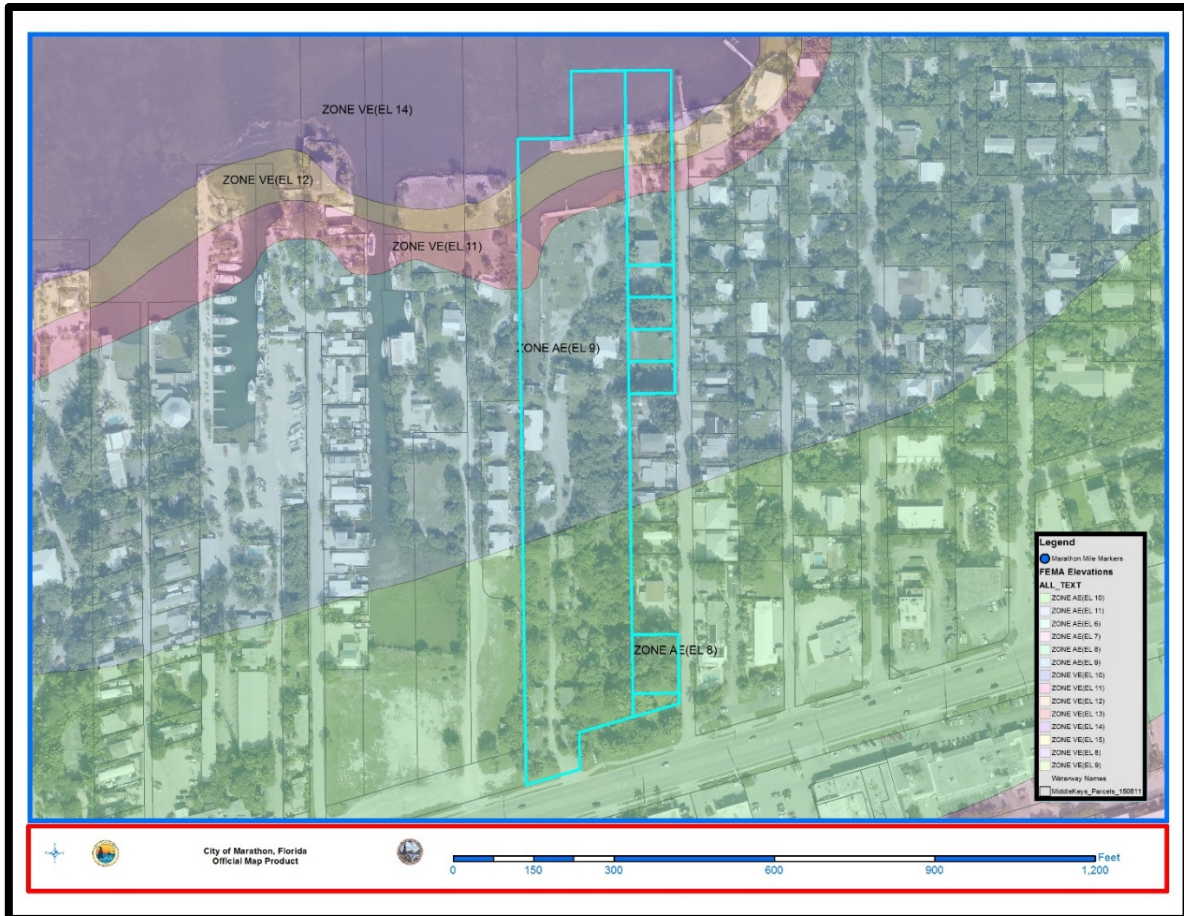 ZONE VE(EL 14)
ZONE VE(EL 12)
ZONE VE(EL 11)
ZONE AE(EL 9)
ZONE AE(EL 8)
Legend
Marathon Mile Markers
FEMA Elevations
ALL_TEXT
ZONE AE(EL 10)
ZONE AE(EL 11)
ZONE AE(EL 6)
ZONE AE(EL 7)
ZONE AE(EL 8)
ZONE AE(EL 9)
ZONE VE(EL 10)
ZONE VE(EL 11)
ZONE VE(EL 12)
ZONE VE(EL 13)
ZONE VE(EL 14)
ZONE VE(EL 15)
ZONE VE(EL 8)
ZONE VE(EL 9)
Waterway Names
MiddleKeys_Parcels_150511
City of Marathon, Florida
Official Map Product
Feet
0 150 300 600 900 1,200